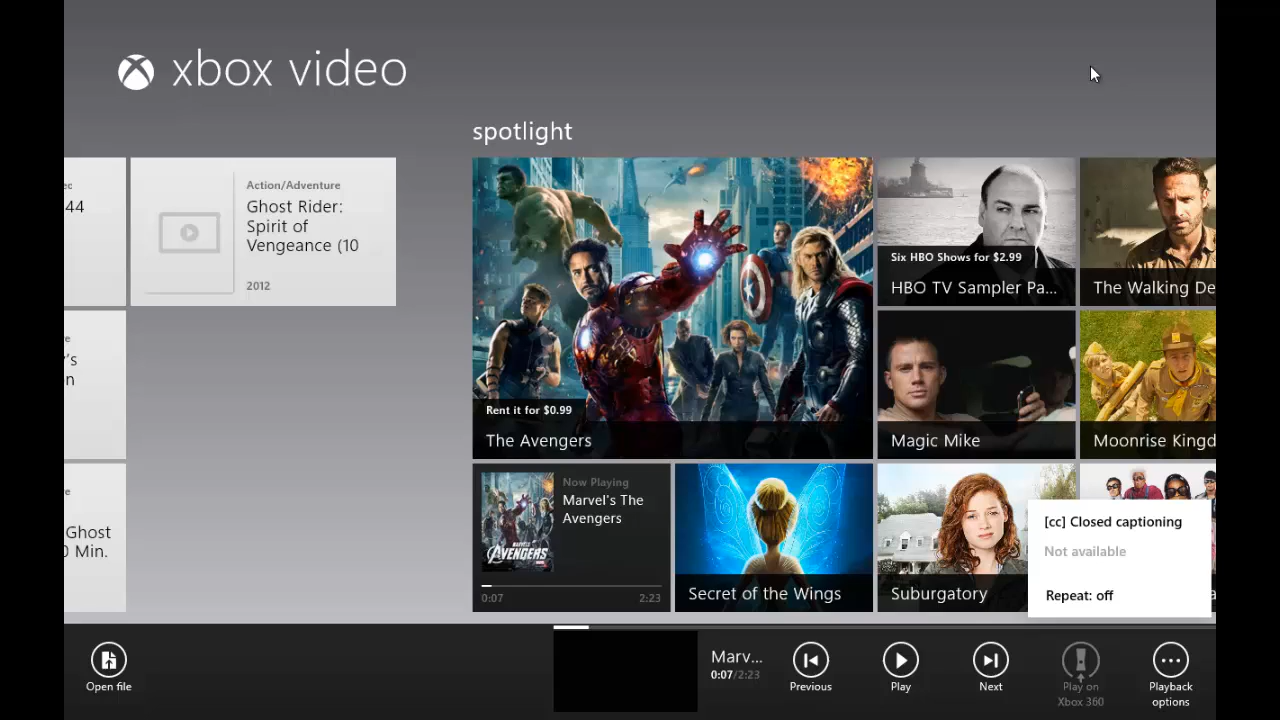 xbox video
spotlight
ec
44
Action/Adventure
Ghost Rider:
Spirit of
Vengeance (10
2012
Rent it for $0.99
The Avengers
Six HBO Shows for $2.99
HBO TV Sampler Pa...
The Walking De
e
's
n
Magic Mike
Moonrise Kingd
e
Ghost
0 Min.
MARVEL'S
AVENGERS
Now Playing
Marvel's The
Avengers
0:07
2:23
Secret of the Wings
Suburgatory
a
[cc] Closed captioning
Not available
Repeat: off
Open file
Marv...
0:07/2:23
Previous
Play
Next
Play on
Xbox 360
Playback
options